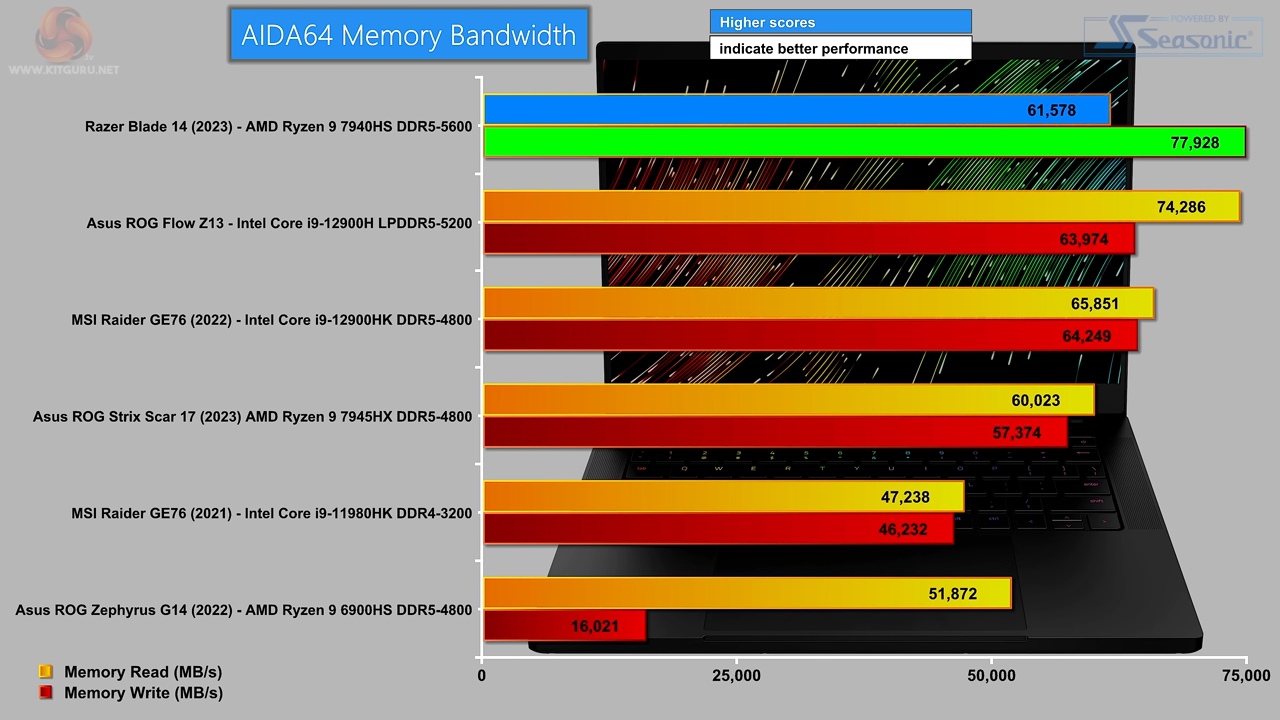 AIDA64 Memory Bandwidth
Higher scores
indicate better performance
POWERED BY
Seasonic
WWW.KITGURU.NET
Razer Blade 14 (2023) - AMD Ryzen 9 7940HS DDR5-5600
61,578
77,928
Asus ROG Flow Z13 - Intel Core i9-12900H LPDDR5-5200
74,286
63,974
MSI Raider GE76 (2022) - Intel Core i9-12900HK DDR5-4800
65,851
64,249
Asus ROG Strix Scar 17 (2023) AMD Ryzen 9 7945HX DDR5-4800
60,023
57,374
MSI Raider GE76 (2021) - Intel Core i9-11980HK DDR4-3200
47,238
46,232
Asus ROG Zephyrus G14 (2022) - AMD Ryzen 9 6900HS DDR5-4800
51,872
16,021
0 25,000 50,000 75,000
Memory Read (MB/s)
Memory Write (MB/s)